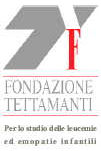 F
FONDAZIONE
TETTAMANTI
Per lo studio delle leucemie
ed emopatie infantili